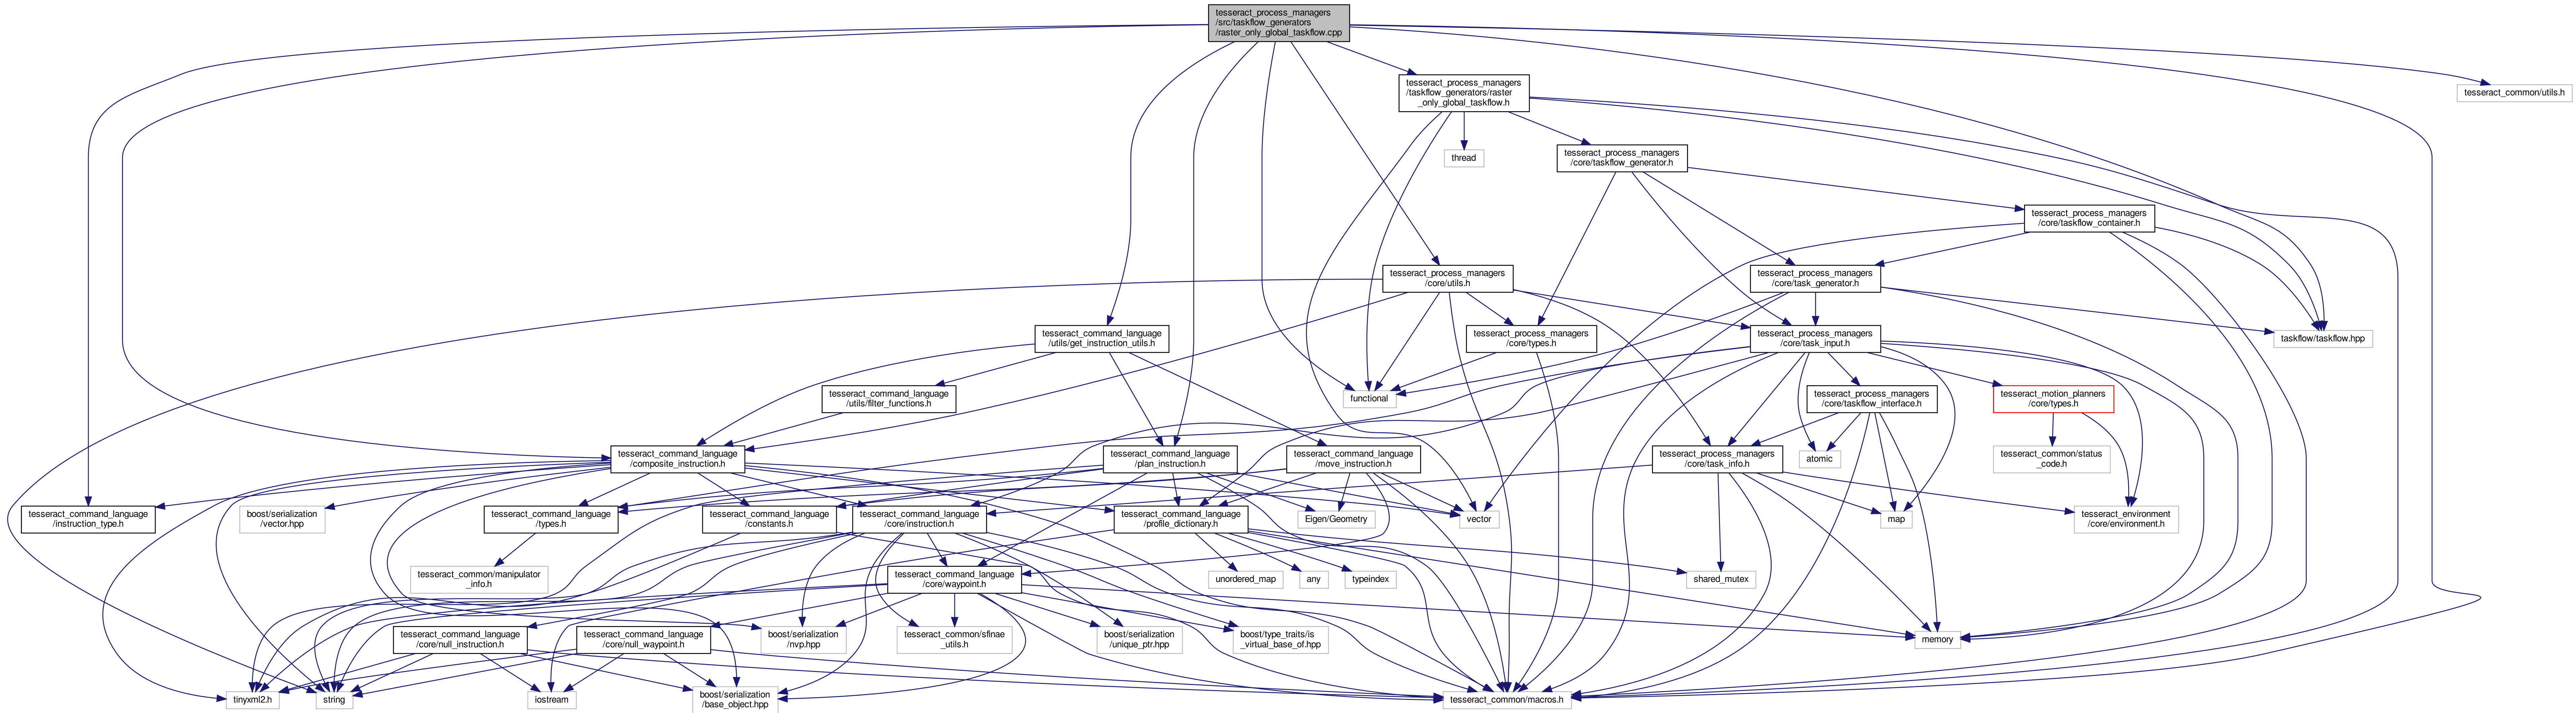 tesseract_process_managers
/src/taskflow_generators
/raster_only_global_taskflow.cpp
tesseract_process_managers
/taskflow_generators/raster
_only_global_taskflow.h
tesseract_common/utils.h
thread
tesseract_process_managers
/core/taskflow_generator.h
tesseract_process_managers
/core/taskflow_container.h
tesseract_process_managers
/core/utils.h
tesseract_process_managers
/core/task_generator.h
tesseract_command_language
/utils/get_instruction_utils.h
tesseract_process_managers
/core/types.h
tesseract_process_managers
/core/task_input.h
taskflow/taskflow.hpp
tesseract_command_language
/utils/filter_functions.h
functional
tesseract_process_managers
/core/taskflow_interface.h
tesseract_motion_planners
/core/types.h
tesseract_command_language
/composite_instruction.h
tesseract_command_language
/plan_instruction.h
tesseract_command_language
/move_instruction.h
tesseract_process_managers
/core/task_info.h
atomic
tesseract_common/status
_code.h
tesseract_command_language
/instruction_type.h
boost/serialization
/vector.hpp
tesseract_command_language
/types.h
tesseract_command_language
/constants.h
tesseract_command_language
/core/instruction.h
tesseract_command_language
/profile_dictionary.h
Eigen/Geometry
vector
map
tesseract_environment
/core/environment.h
tesseract_common/manipulator
_info.h
tesseract_command_language
/core/waypoint.h
unordered_map
any
typeindex
shared_mutex
tesseract_command_language
/core/null_instruction.h
tesseract_command_language
/core/null_waypoint.h
boost/serialization
/nvp.hpp
tesseract_common/sfinae
_utils.h
boost/serialization
/unique_ptr.hpp
boost/type_traits/is
_virtual_base_of.hpp
memory
tinyxml2.h
string
iostream
boost/serialization
/base_object.hpp
tesseract_common/macros.h